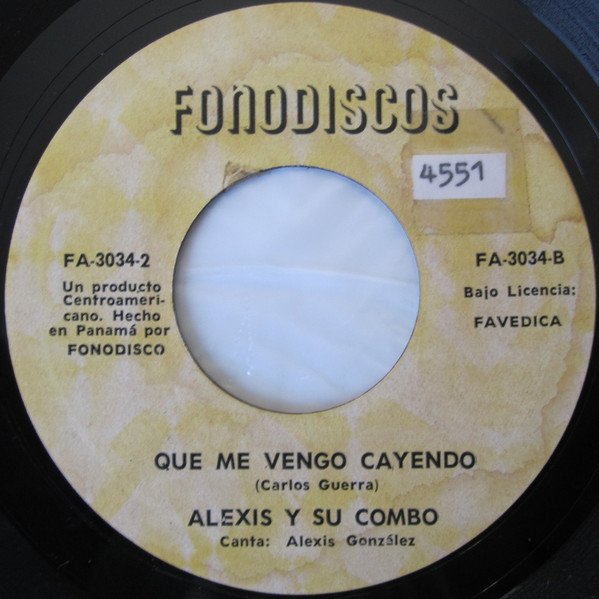 FONODISCOS
4551
FA-3034-2
Un producto
Centroameri-
cano. Hecho
en Panamá por
FONODISCO
FA-3034-B
Bajo Licencia:
FAVEDICA
QUE ME VENGO CAYENDO
(Carlos Guerra)
ALEXIS Y SU COMBO
Canta: Alexis González